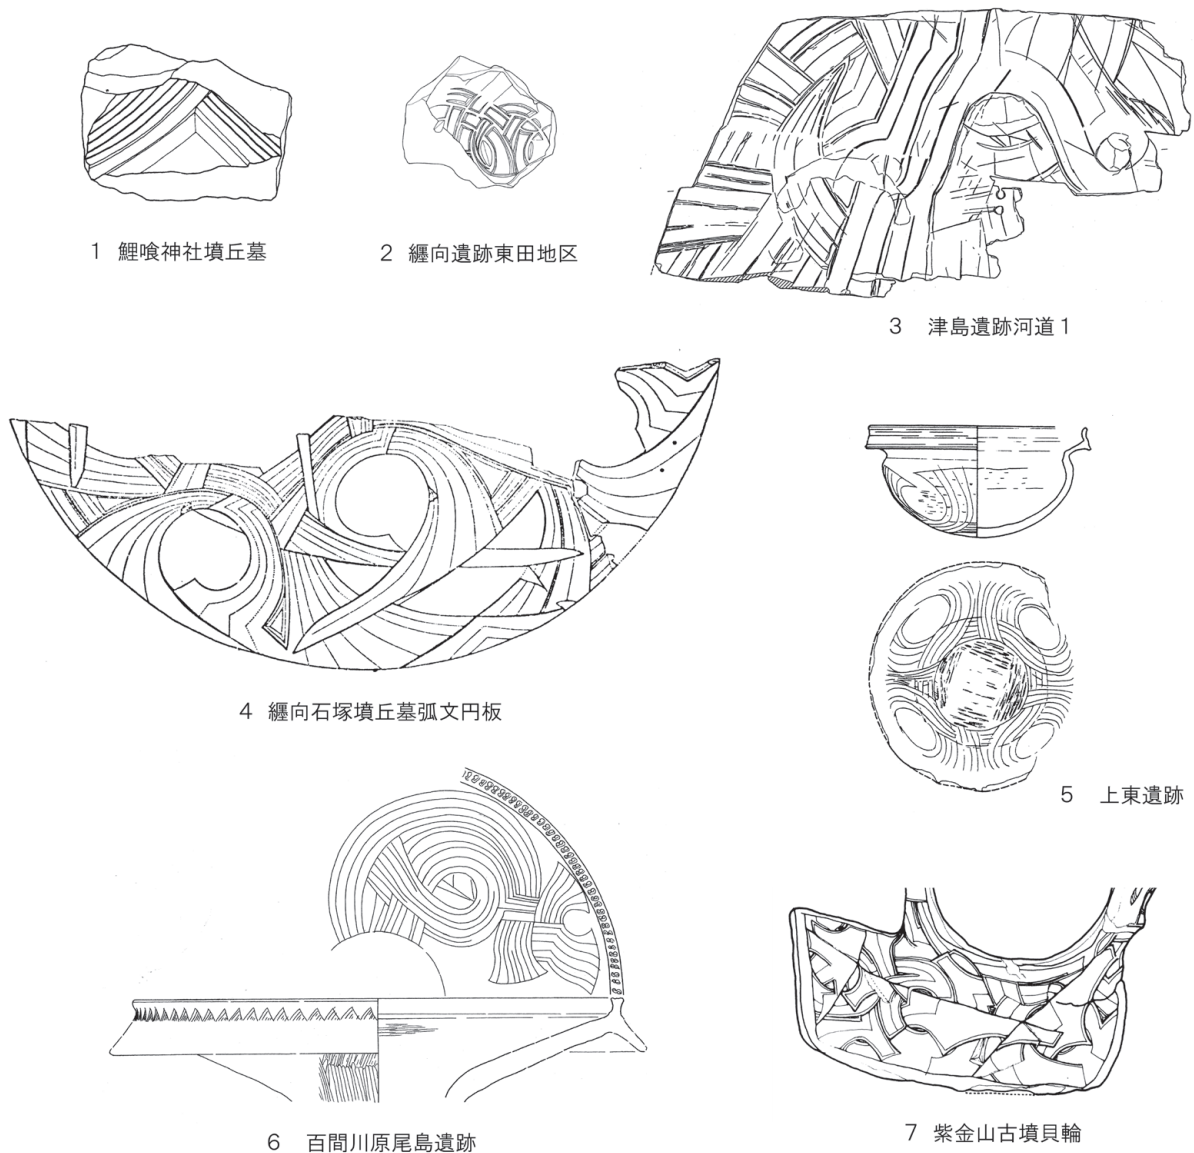 1 鯉喰神社墳丘墓
2 纒向遺跡東田地区
3 津島遺跡河道1
4 纒向石塚墳丘墓弧文円板
5 上東遺跡
6 百間川原尾島遺跡
7 紫金山古墳貝輪